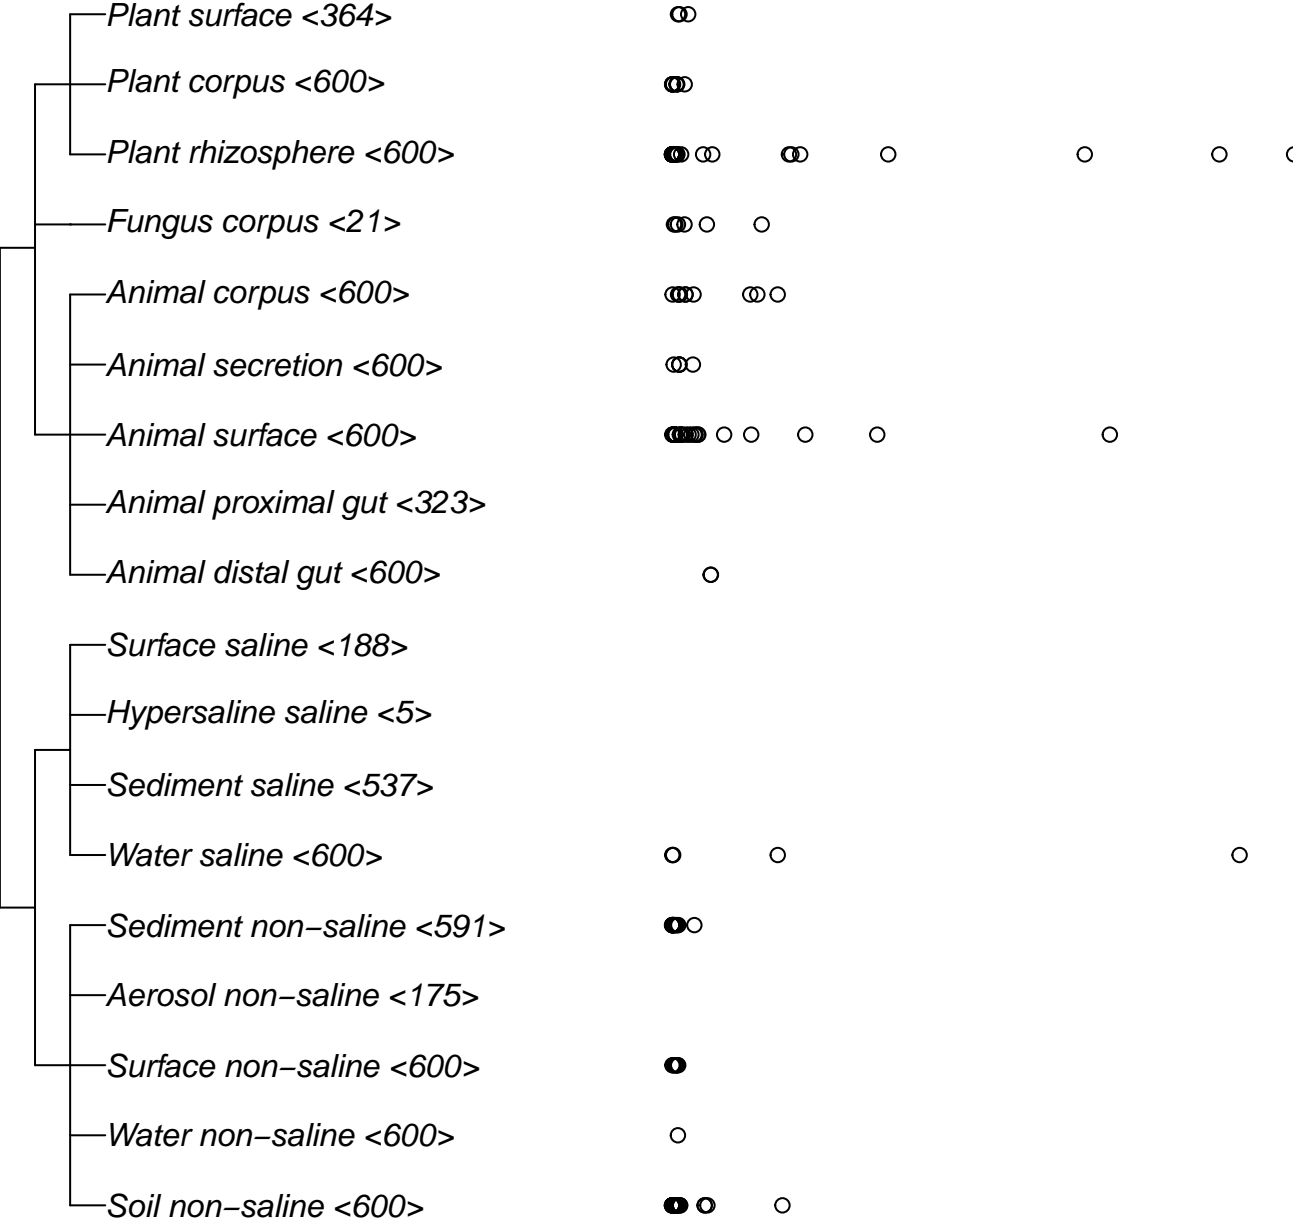 Plant surface <364>
Plant corpus <600>
Plant rhizosphere <600>
Fungus corpus <21>
Animal corpus <600>
Animal secretion <600>
Animal surface <600>
Animal proximal gut <323>
Animal distal gut <600>
Surface saline <188>
Hypersaline saline <5>
Sediment saline <537>
Water saline <600>
Sediment non−saline <591>
Aerosol non−saline <175>
Surface non−saline <600>
Water non−saline <600>
Soil non−saline <600>